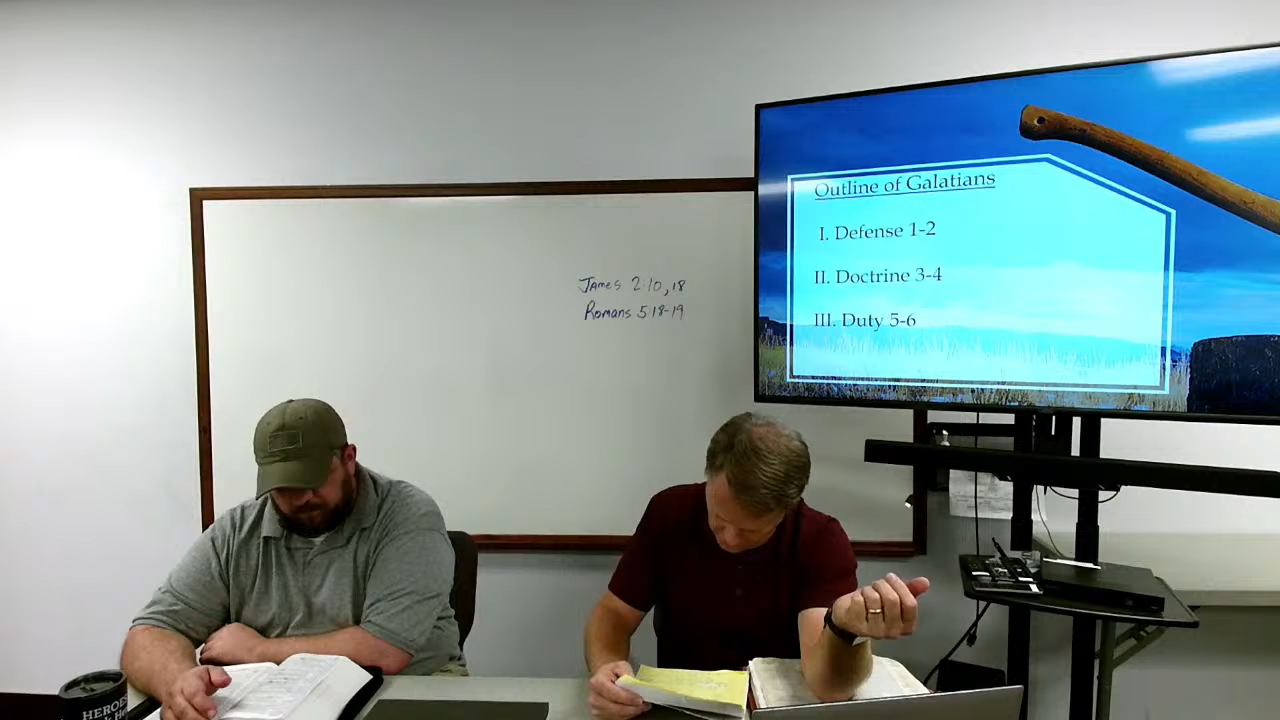 James 2:10,18
Romans 5:18-19
Outline of Galatians
I. Defense 1-2
II. Doctrine 3-4
III. Duty 5-6
HEROES